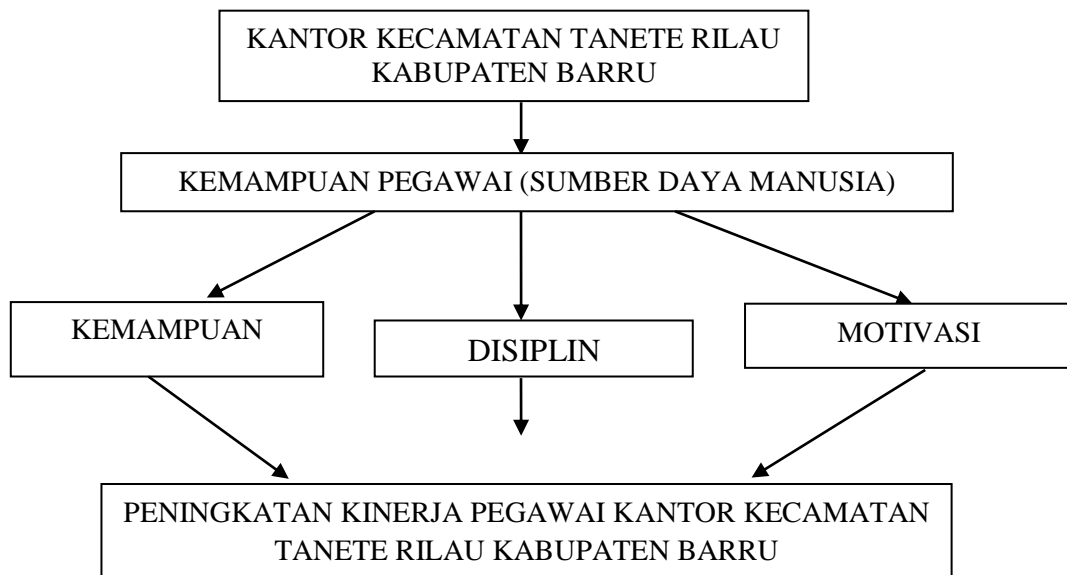 KANTOR KECAMATAN TANETE RILAU
KABUPATEN BARRU
KEMAMPUAN PEGAWAI (SUMBER DAYA MANUSIA)
KEMAMPUAN
DISIPLIN
MOTIVASI
PENINGKATAN KINERJA PEGAWAI KANTOR KECAMATAN
TANETE RILAU KABUPATEN BARRU